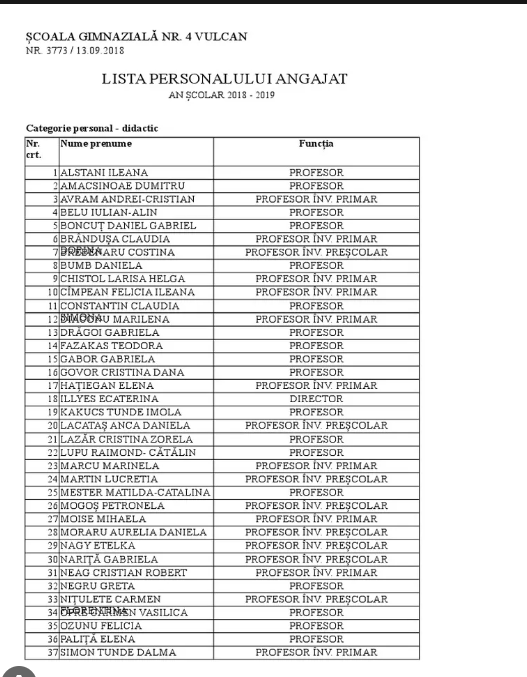 ȘCOALA GIMNAZIALĂ NR. 4 VULCAN
NR. 3773 / 13.09.2018
LISTA PERSONALULUI ANGAJAT
AN ȘCOLAR 2018 - 2019
Categorie personal - didactic
Nr. crt. Nume prenume Funcția
1 ALSTANI ILEANA PROFESOR
2 AMACSINOAE DUMITRU PROFESOR
3 AVRAM ANDREI-CRISTIAN PROFESOR ÎNV. PRIMAR
4 BELU IULIAN-ALIN PROFESOR
5 BONCUȚ DANIEL GABRIEL PROFESOR
6 BRÂNDUȘA CLAUDIA DORINA PROFESOR ÎNV. PRIMAR
7 BREBENARU COSTINA PROFESOR ÎNV. PREȘCOLAR
8 BUMB DANIELA PROFESOR
9 CHISTOL LARISA HELGA PROFESOR ÎNV. PRIMAR
10 CÎMPEAN FELICIA ILEANA PROFESOR ÎNV. PRIMAR
11 CONSTANTIN CLAUDIA SIMONA PROFESOR
12 DIACONU MARILENA PROFESOR ÎNV. PRIMAR
13 DRĂGOI GABRIELA PROFESOR
14 FAZAKAS TEODORA PROFESOR
15 GABOR GABRIELA PROFESOR
16 GOVOR CRISTINA DANA PROFESOR
17 HAȚIEGAN ELENA PROFESOR ÎNV. PRIMAR
18 ILLYES ECATERINA DIRECTOR
19 KAKUCS TUNDE IMOLA PROFESOR
20 LACATAȘ ANCA DANIELA PROFESOR ÎNV. PREȘCOLAR
21 LAZĂR CRISTINA ZORELA PROFESOR
22 LUPU RAIMOND- CĂTĂLIN PROFESOR
23 MARCU MARINELA PROFESOR ÎNV. PRIMAR
24 MARTIN LUCRETIA PROFESOR ÎNV. PREȘCOLAR
25 MESTER MATILDA-CATALINA PROFESOR
26 MOGOȘ PETRONELA PROFESOR ÎNV. PREȘCOLAR
27 MOISE MIHAELA PROFESOR ÎNV. PRIMAR
28 MORARU AURELIA DANIELA PROFESOR ÎNV. PREȘCOLAR
29 NAGY ETELKA PROFESOR ÎNV. PREȘCOLAR
30 NARIȚĂ GABRIELA PROFESOR ÎNV. PREȘCOLAR
31 NEAG CRISTIAN ROBERT PROFESOR ÎNV. PRIMAR
32 NEGRU GRETA PROFESOR
33 NIȚULETE CARMEN FLORENTINA PROFESOR ÎNV. PREȘCOLAR
34 OPRE CARMEN VASILICA PROFESOR
35 OZUNU FELICIA PROFESOR
36 PALIȚĂ ELENA PROFESOR
37 SIMON TUNDE DALMA PROFESOR ÎNV. PRIMAR